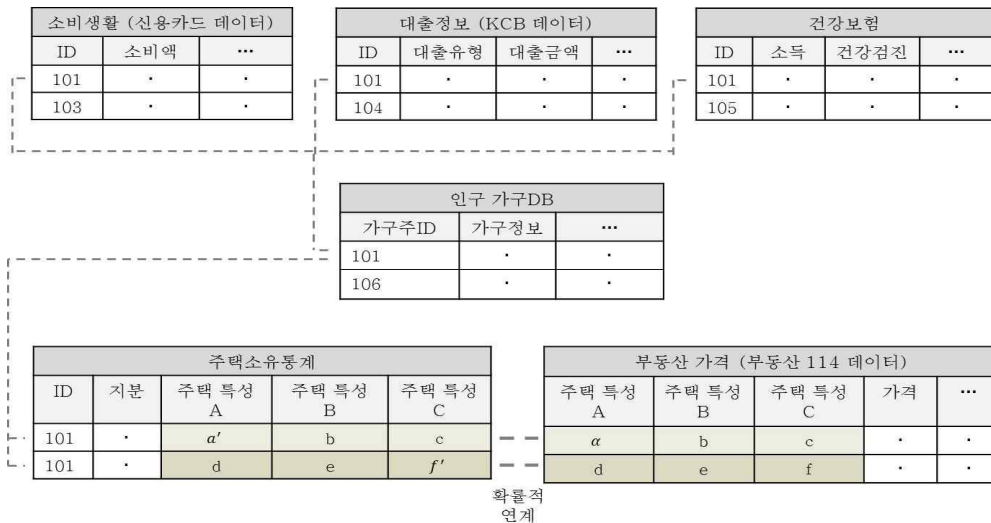 소비생활 (신용카드 데이터)
ID 소비액 ···
101 · ·
103 · ·
대출정보 (KCB 데이터)
ID 대출유형 대출금액 ···
101 · · ·
104 · · ·
건강보험
ID 소득 건강검진 ···
101 · · ·
105 · · ·
인구 가구DB
가구주ID 가구정보 ···
101 · ·
106 · ·
주택소유통계
ID 지분 주택 특성 A 주택 특성 B 주택 특성 C
101 · a′ b c
101 · d e f′
부동산 가격 (부동산 114 데이터)
주택 특성 A 주택 특성 B 주택 특성 C 가격 ···
α b c · ·
d e f · ·
확률적
연계